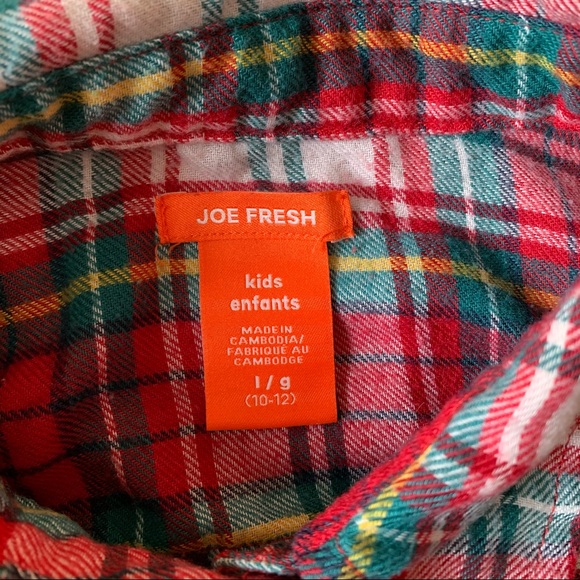 JOE FRESH
kids
enfants
MADE IN
CAMBODIA/
FABRIQUÉ AU
CAMBODGE
l / g
(10-12)